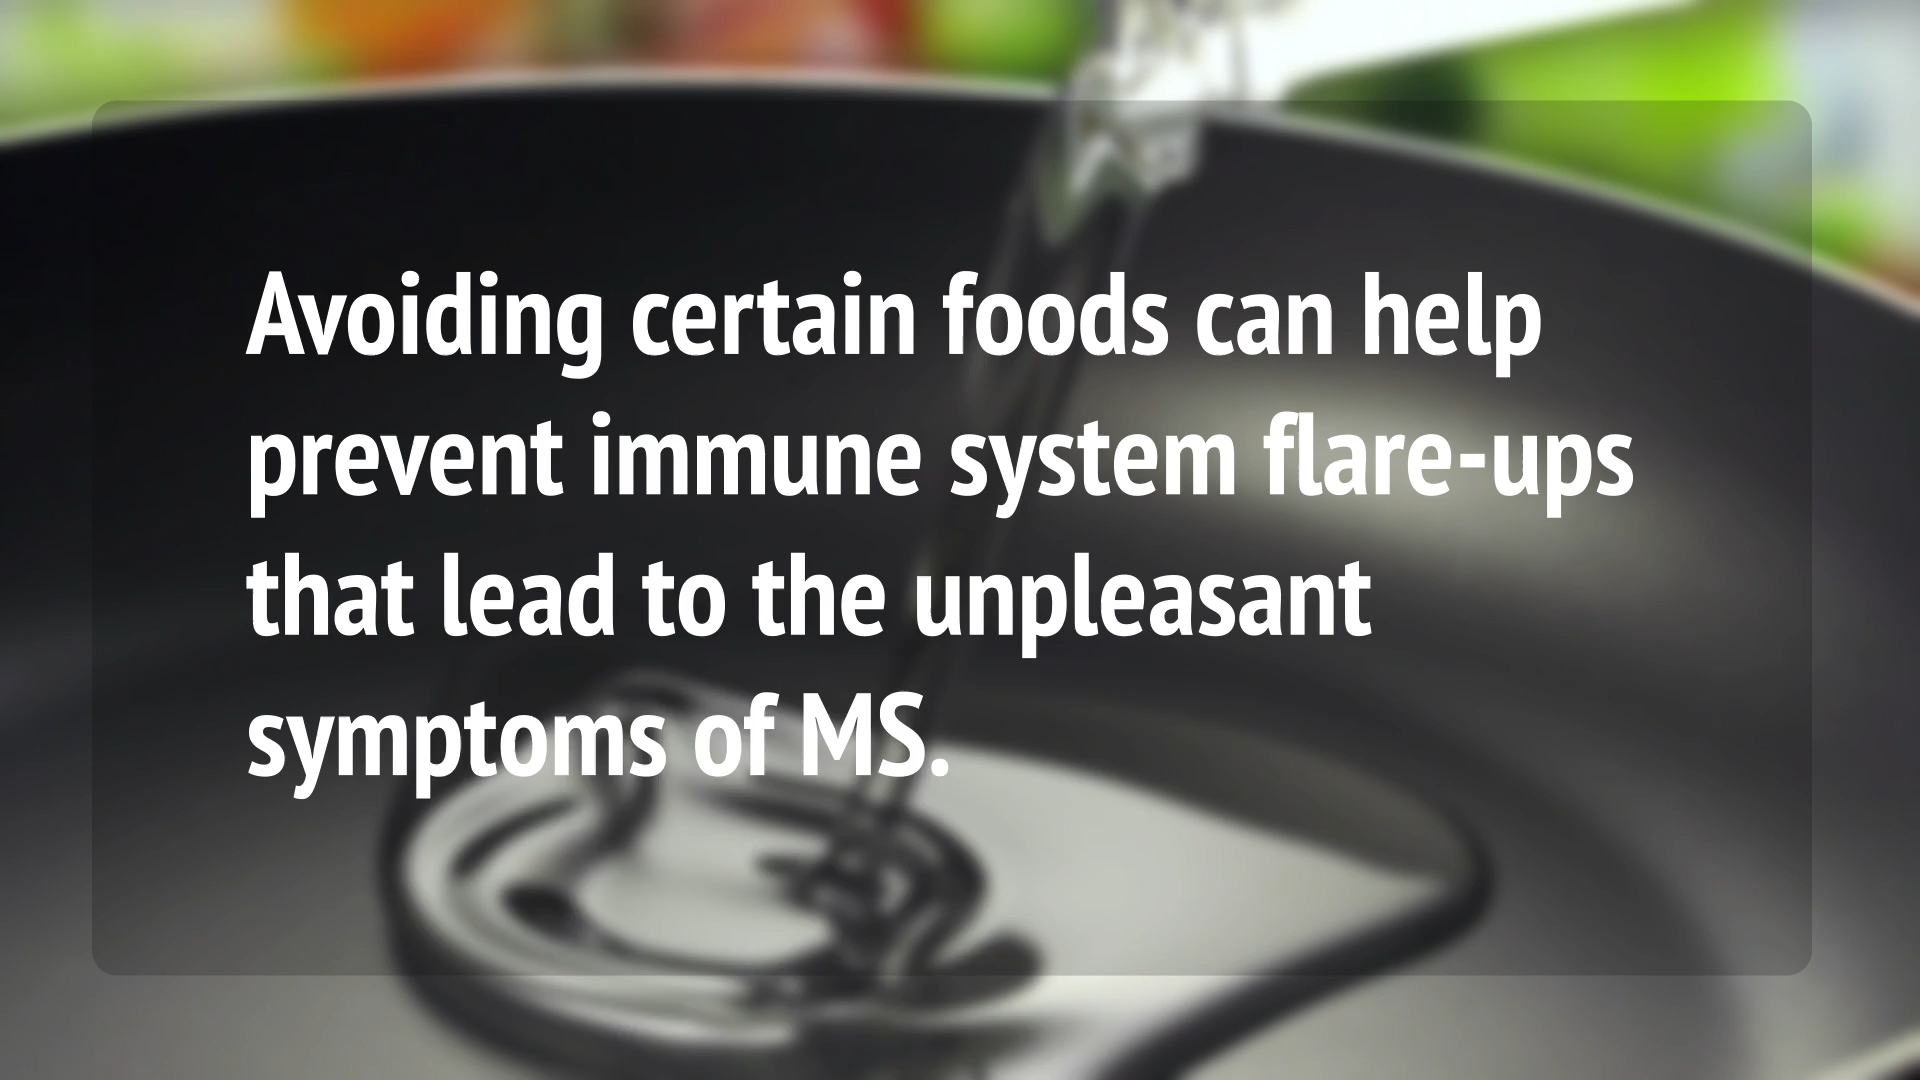 Avoiding certain foods can help
prevent immune system flare-ups
that lead to the unpleasant
symptoms of MS.